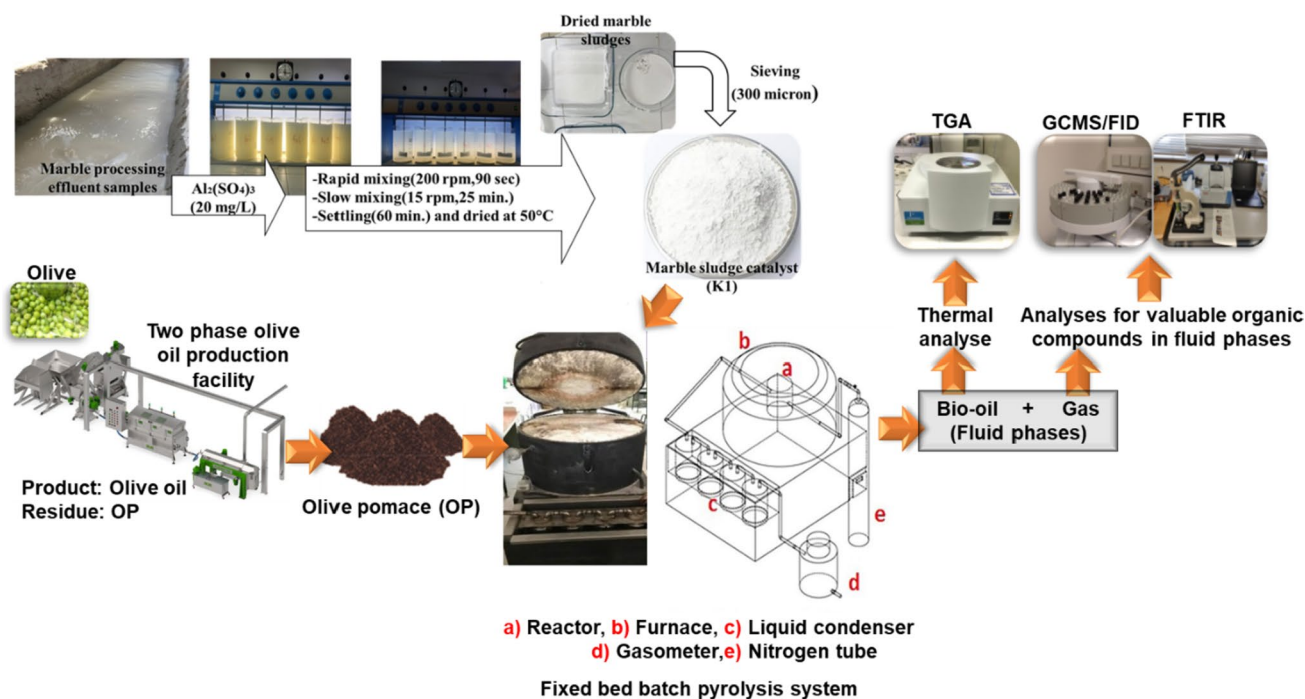 Marble processing
effluent samples
Al₂(SO₄)₃
(20 mg/L)
-Rapid mixing(200 rpm,90 sec)
-Slow mixing(15 rpm,25 min.)
-Settling(60 min.) and dried at 50°C
Dried marble
sludges
Sieving
(300 micron)
Marble sludge catalyst
(K1)
TGA
GCMS/FID
FTIR
Thermal
analyse
Analyses for valuable organic
compounds in fluid phases
Bio-oil + Gas
(Fluid phases)
Olive
Two phase olive
oil production
facility
Product: Olive oil
Residue: OP
Olive pomace (OP)
b
a
c
e
d
a) Reactor, b) Furnace, c) Liquid condenser
d) Gasometer,e) Nitrogen tube
Fixed bed batch pyrolysis system